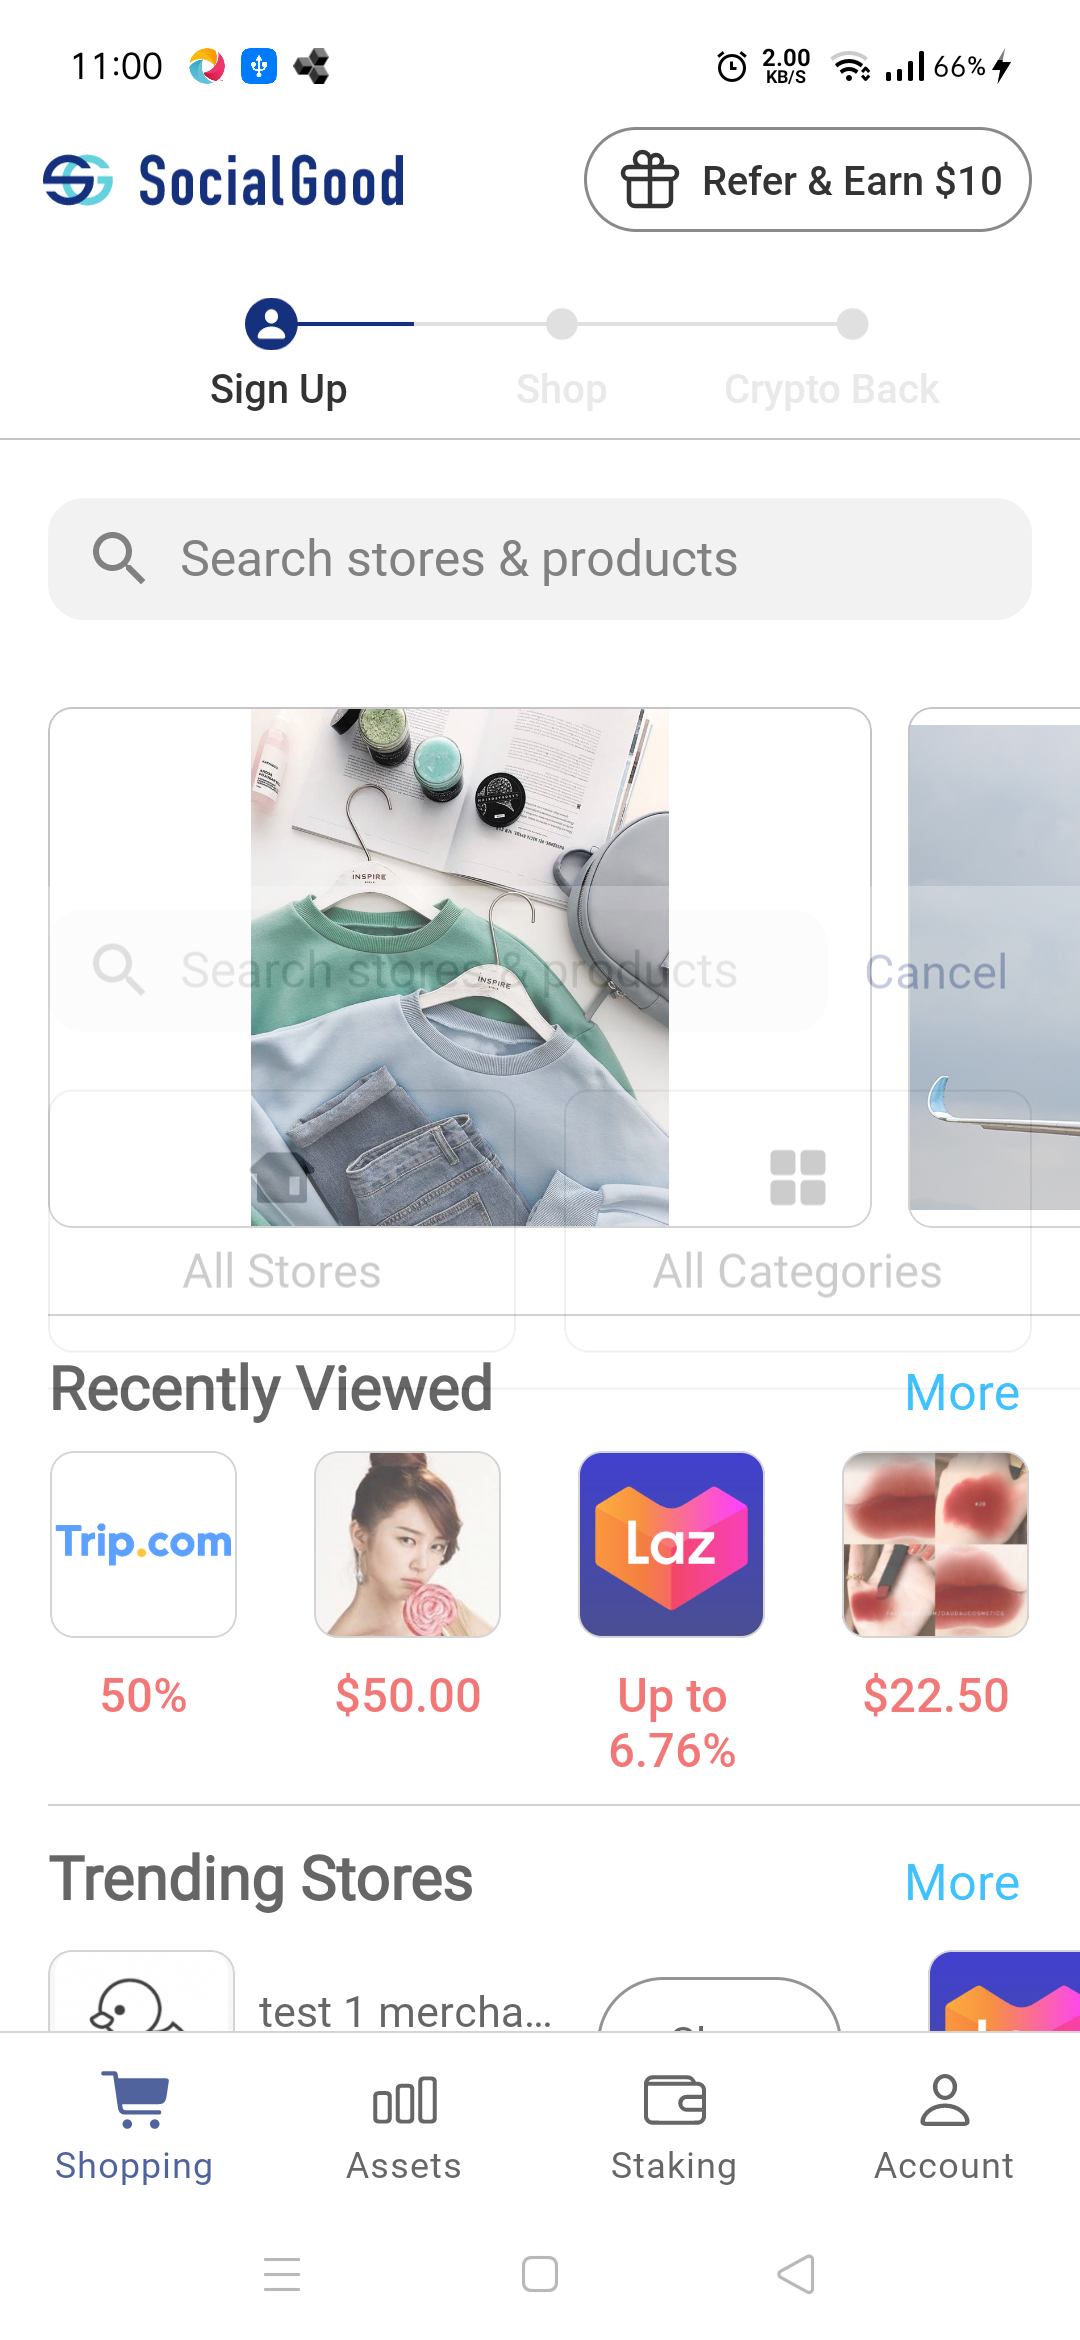 11:00
2.00
KB/S
66%
SocialGood
Refer & Earn $10
Sign Up
Shop
Crypto Back
Search stores & products
INSPIRE
INSPIRE
Search stores & products
Cancel
All Stores
All Categories
Recently Viewed
More
Trip.com
Laz
50%
$50.00
Up to
6.76%
$22.50
Trending Stores
More
test 1 mercha...
Shopping
Assets
Staking
Account